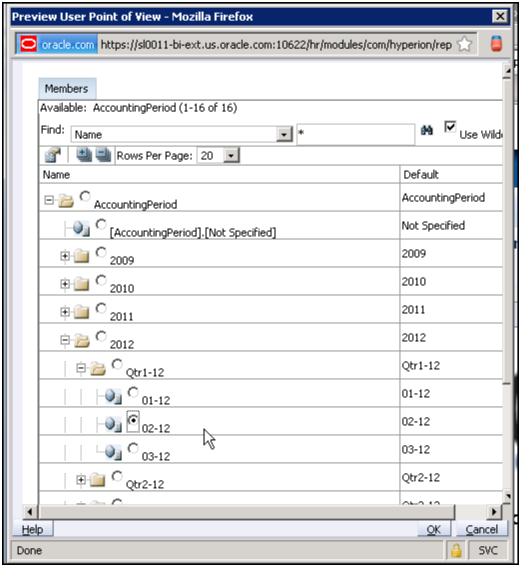 Preview User Point of View - Mozilla Firefox
oracle.com https://sl0011-bi-ext.us.oracle.com:10622/hr/modules/com/hyperion/rep
Members
Available: AccountingPeriod (1-16 of 16)
Find: Name * Use Wild
Rows Per Page: 20
Name Default
AccountingPeriod AccountingPeriod
[AccountingPeriod].[Not Specified] Not Specified
2009 2009
2010 2010
2011 2011
2012 2012
Qtr1-12 Qtr1-12
01-12 01-12
02-12 02-12
03-12 03-12
Qtr2-12 Qtr2-12
Help OK Cancel
Done SVC